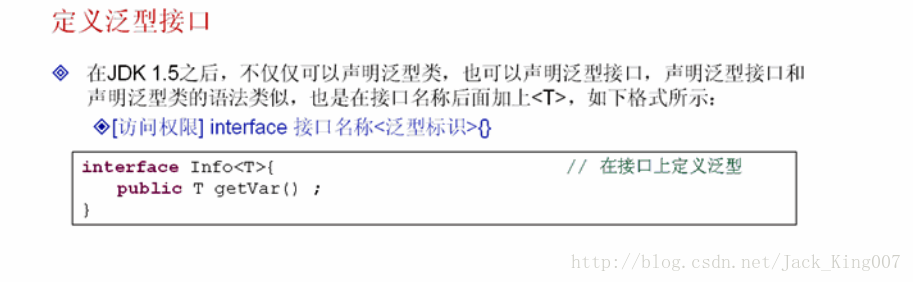 定义泛型接口
在JDK 1.5之后，不仅仅可以声明泛型类，也可以声明泛型接口，声明泛型接口和
声明泛型类的语法类似，也是在接口名称后面加上<T>，如下格式所示：
[访问权限] interface 接口名称<泛型标识>{}
interface Info<T>{ // 在接口上定义泛型
public T getVar() ;
}
http://blog.csdn.net/Jack_King007